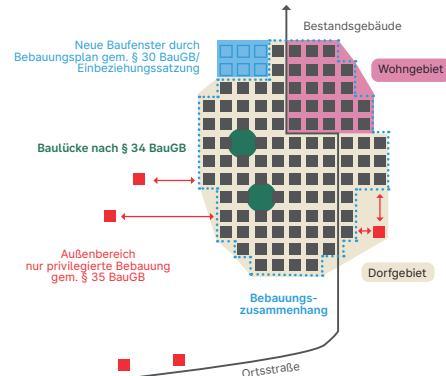 Bestandsgebäude
Neue Baufenster durch
Bebauungsplan gem. § 30 BauGB/
Einbeziehungssatzung
Wohngebiet
Baulücke nach § 34 BauGB
Außenbereich
nur privilegierte Bebauung
gem. § 35 BauGB
Dorfgebiet
Bebauungs-
zusammenhang
Ortsstraße